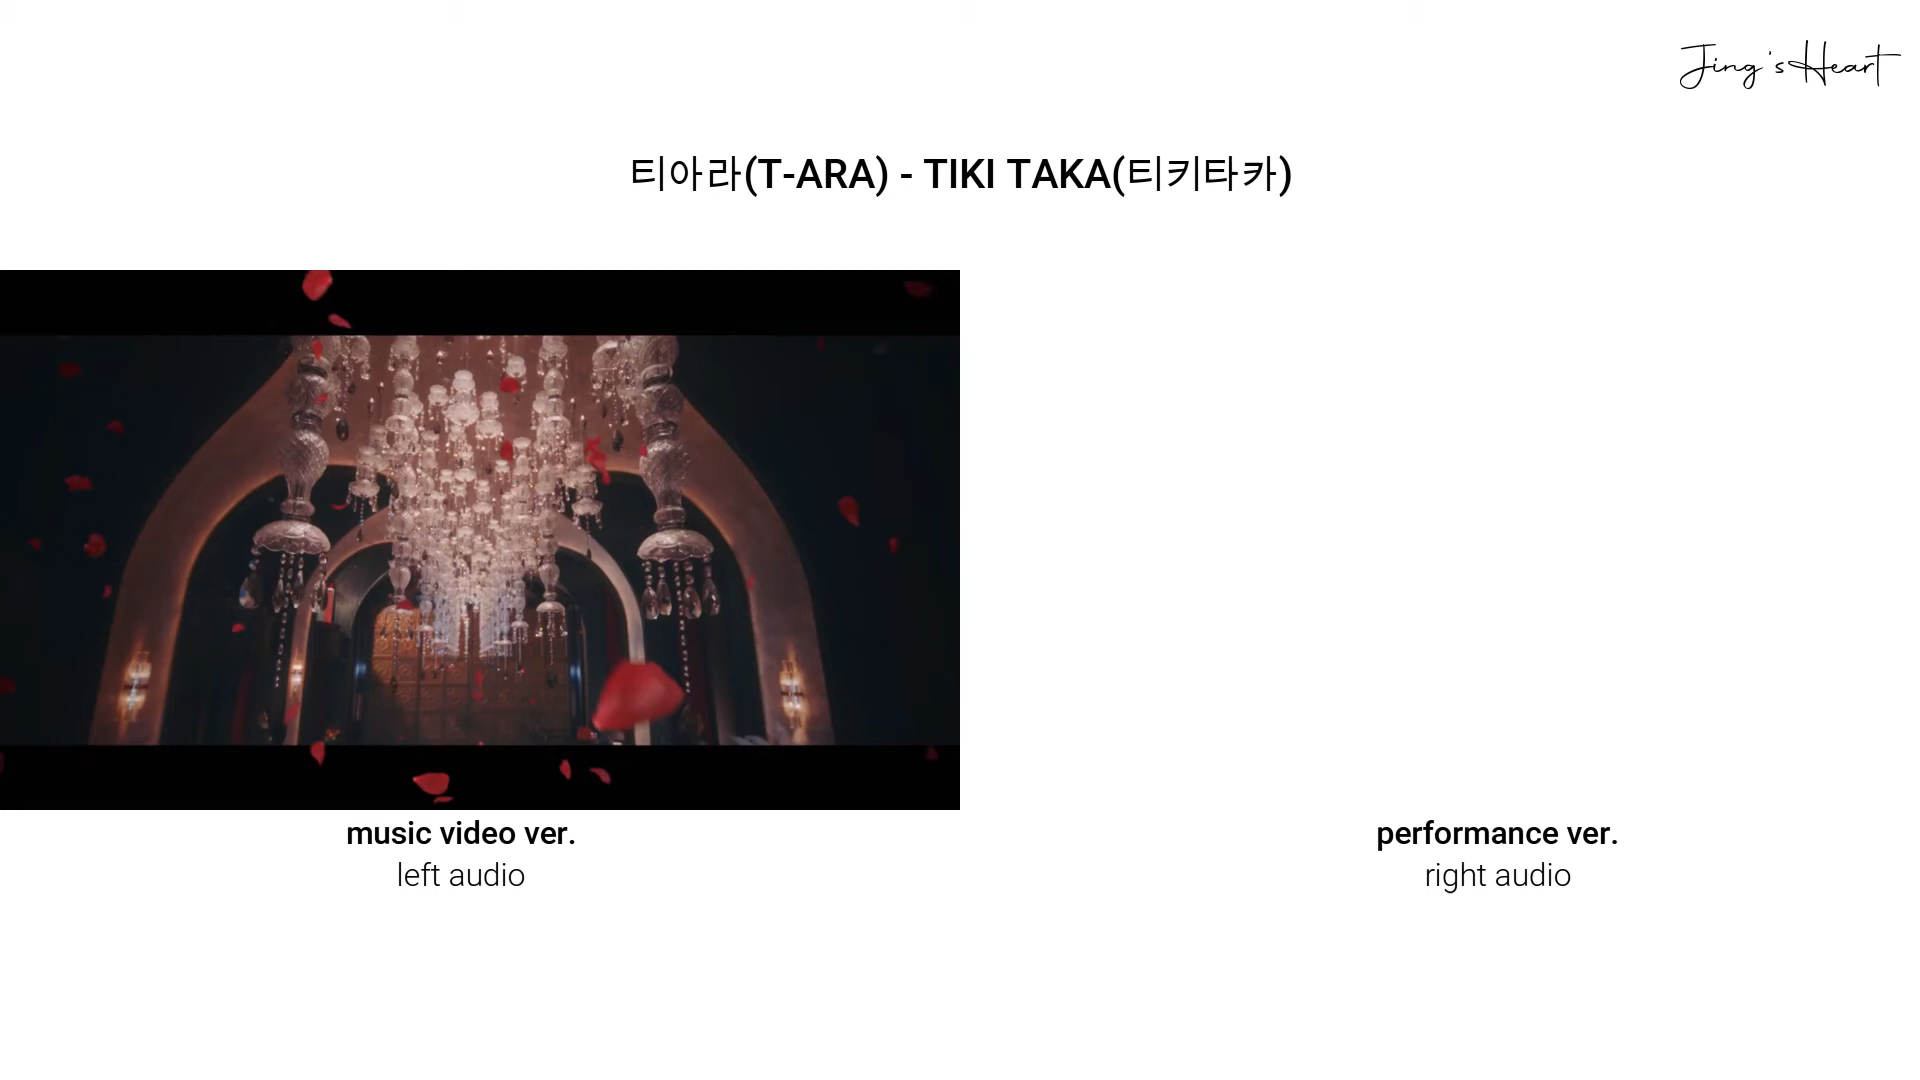 Jing's Heart
티아라(T-ARA) - TIKI TAKA(티키타카)
music video ver.
left audio
performance ver.
right audio